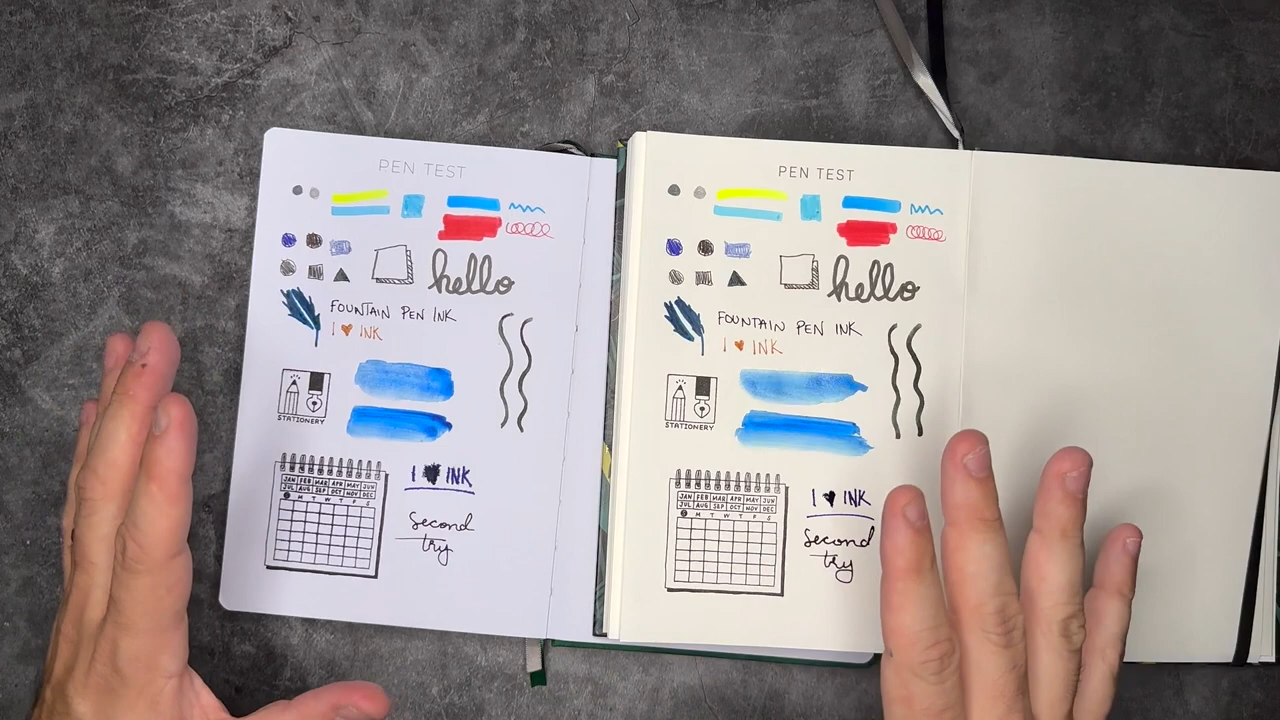 PEN TEST
hello
FOUNTAIN PEN INK
I ♥ INK
STATIONERY
JAN FEB MAR APR MAY JUN
JUL AUG SEP OCT NOV DEC
S M T W T F S
I ♥ INK
Second
try
PEN TEST
hello
FOUNTAIN PEN INK
I ♥ INK
STATIONERY
JAN FEB MAR APR MAY JUN
JUL AUG SEP OCT NOV DEC
S M T W T F S
I ♥ INK
Second
try